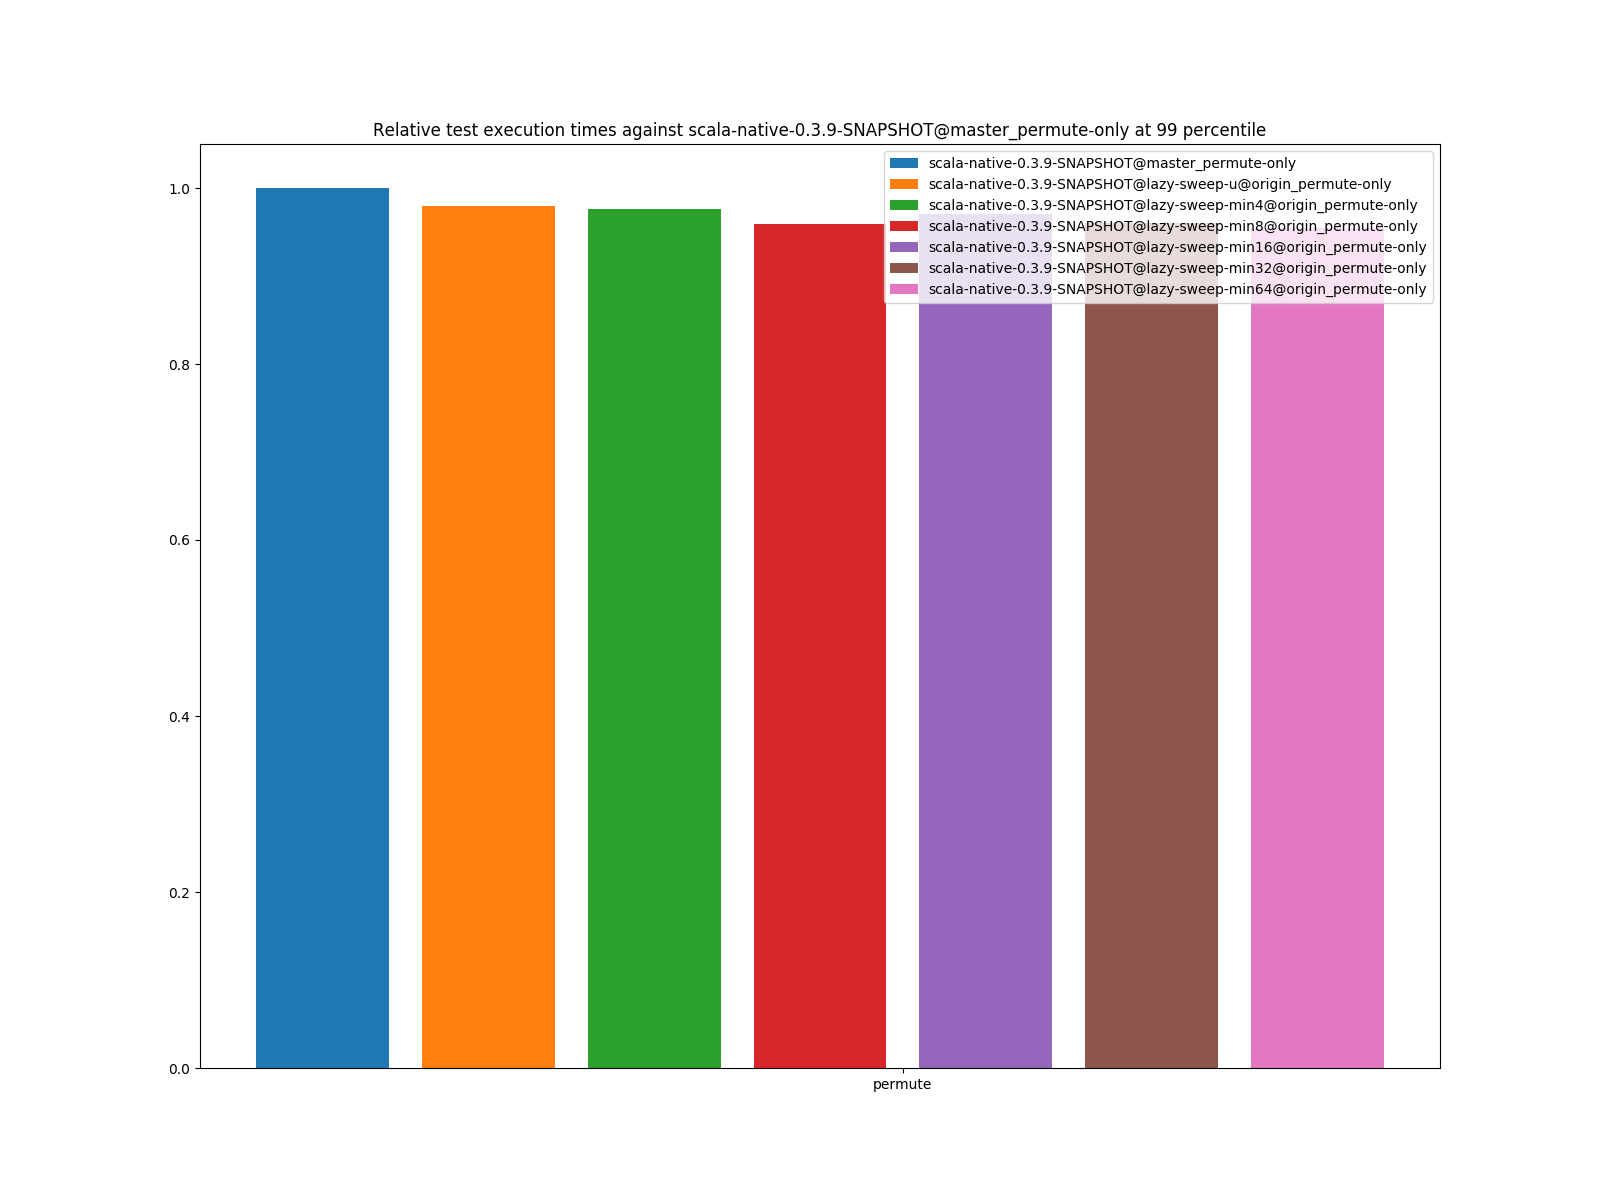 Relative test execution times against scala-native-0.3.9-SNAPSHOT@master_permute-only at 99 percentile
scala-native-0.3.9-SNAPSHOT@master_permute-only
scala-native-0.3.9-SNAPSHOT@lazy-sweep-u@origin_permute-only
scala-native-0.3.9-SNAPSHOT@lazy-sweep-min4@origin_permute-only
scala-native-0.3.9-SNAPSHOT@lazy-sweep-min8@origin_permute-only
scala-native-0.3.9-SNAPSHOT@lazy-sweep-min16@origin_permute-only
scala-native-0.3.9-SNAPSHOT@lazy-sweep-min32@origin_permute-only
scala-native-0.3.9-SNAPSHOT@lazy-sweep-min64@origin_permute-only
1.0
0.8
0.6
0.4
0.2
0.0
permute